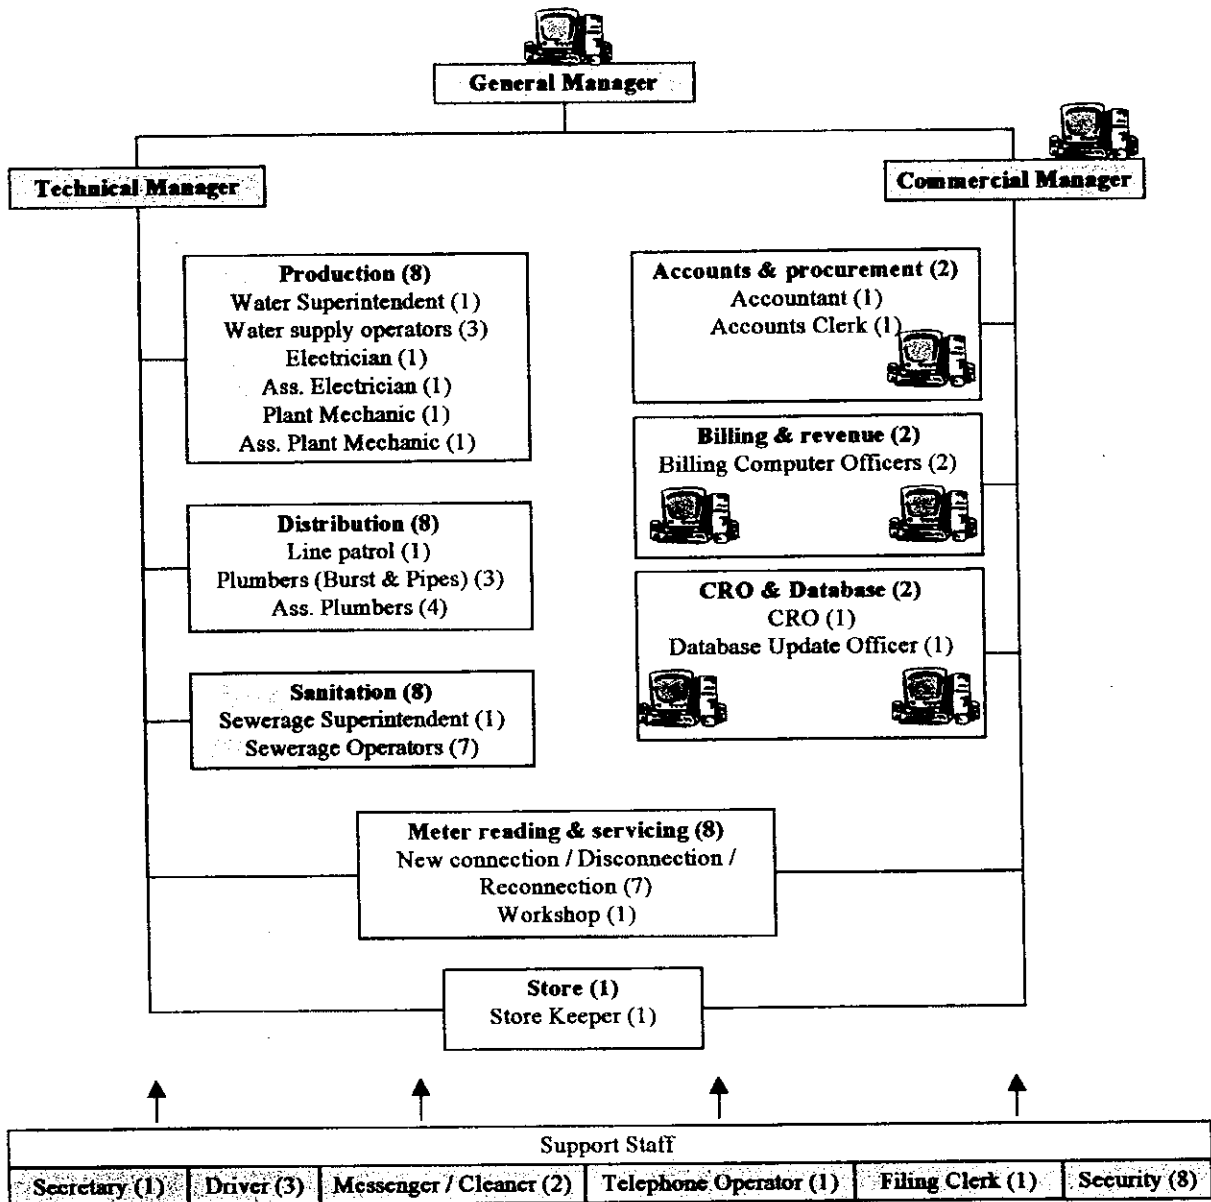 General Manager
Technical Manager
Commercial Manager
Production (8)
Water Superintendent (1)
Water supply operators (3)
Electrician (1)
Ass. Electrician (1)
Plant Mechanic (1)
Ass. Plant Mechanic (1)
Distribution (8)
Line patrol (1)
Plumbers (Burst & Pipes) (3)
Ass. Plumbers (4)
Sanitation (8)
Sewerage Superintendent (1)
Sewerage Operators (7)
Accounts & procurement (2)
Accountant (1)
Accounts Clerk (1)
Billing & revenue (2)
Billing Computer Officers (2)
CRO & Database (2)
CRO (1)
Database Update Officer (1)
Meter reading & servicing (8)
New connection / Disconnection /
Reconnection (7)
Workshop (1)
Store (1)
Store Keeper (1)
Support Staff
Secretary (1) Driver (3) Messenger / Cleaner (2) Telephone Operator (1) Filing Clerk (1) Security (8)